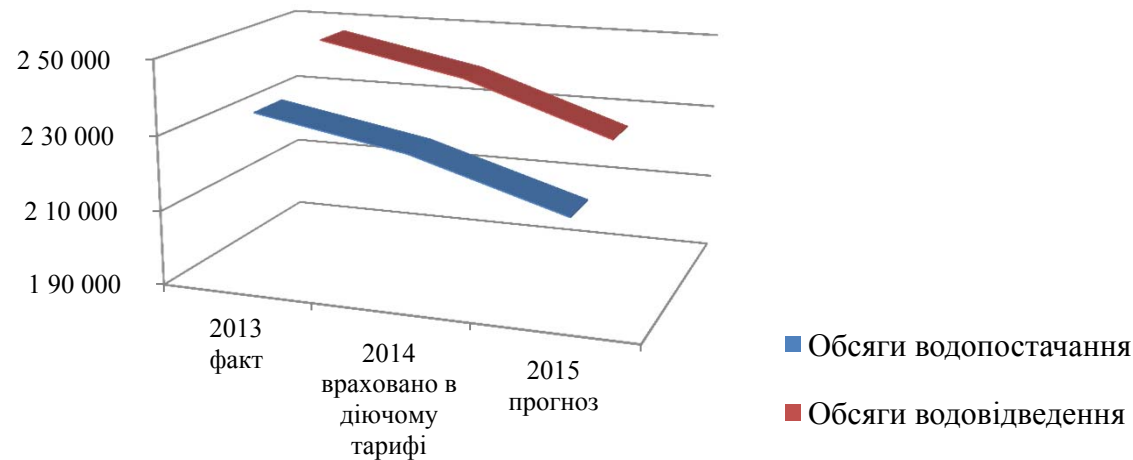 2 50 000
2 30 000
2 10 000
1 90 000
2013
факт
2014
враховано в
діючому
тарифі
2015
прогноз
Обсяги водопостачання
Обсяги водовідведення